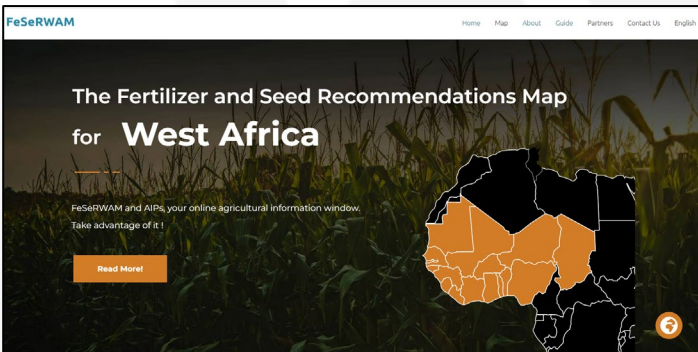 FeSeRWAM
Home Map About Guide Partners Contact Us English
The Fertilizer and Seed Recommendations Map
for West Africa
FeSeRWAM and AIPs, your online agricultural information window.
Take advantage of it !
Read More!